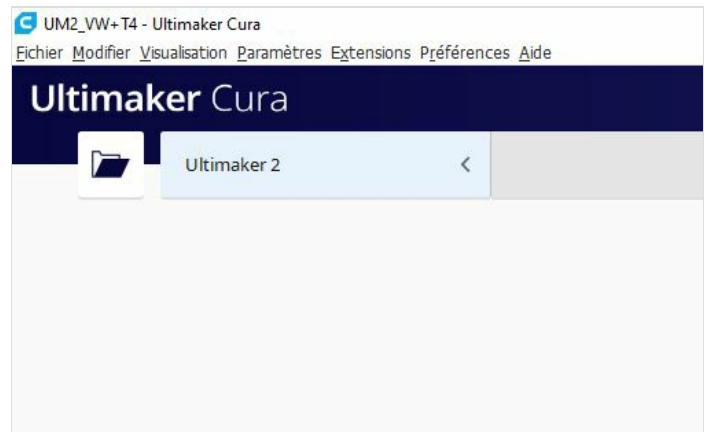 UM2_VW+T4 - Ultimaker Cura
Fichier Modifier Visualisation Paramètres Extensions Préférences Aide
Ultimaker Cura
Ultimaker 2